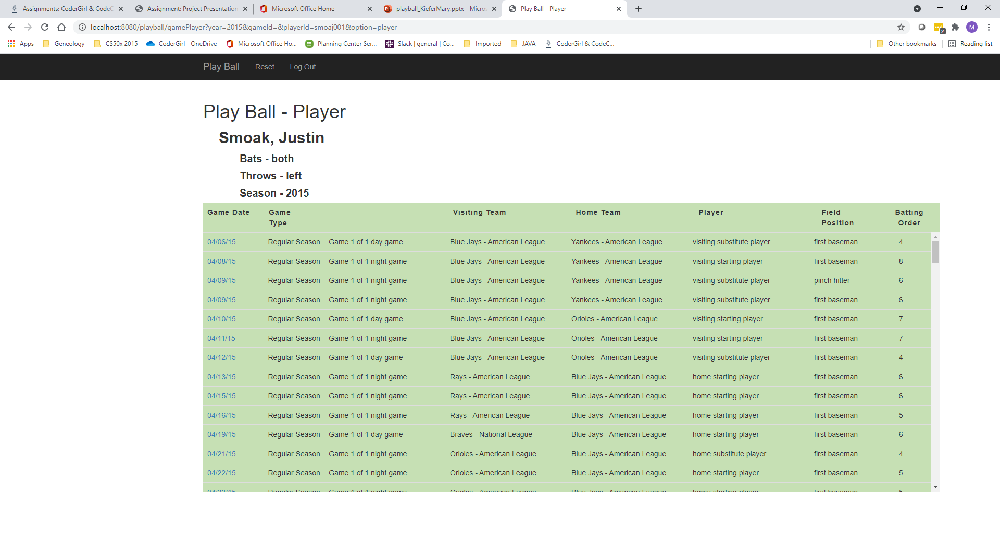 Assignments: CoderGirl & CodeC
Assignment: Project Presentation
Microsoft Office Home
playball_KieferMary.pptx - Micros
Play Ball - Player
localhost:8080/playball/gamePlayer?year=2015&gameId=&playerId=smoaj001&option=player
M
2
Apps
Geneology
CS50x 2015
CoderGirl - OneDrive
Microsoft Office Ho...
Planning Center Ser...
Slack | general | Co...
Imported
JAVA
CoderGirl & CodeC...
Other bookmarks
Reading list
Play Ball Reset Log Out
Play Ball - Player
Smoak, Justin
Bats - both
Throws - left
Season - 2015
Game Date Game Type Visiting Team Home Team Player Field Position Batting Order
04/06/15 Regular Season Game 1 of 1 day game Blue Jays - American League Yankees - American League visiting substitute player first baseman 4
04/08/15 Regular Season Game 1 of 1 night game Blue Jays - American League Yankees - American League visiting starting player first baseman 8
04/09/15 Regular Season Game 1 of 1 night game Blue Jays - American League Yankees - American League visiting substitute player pinch hitter 6
04/09/15 Regular Season Game 1 of 1 night game Blue Jays - American League Yankees - American League visiting substitute player first baseman 6
04/10/15 Regular Season Game 1 of 1 day game Blue Jays - American League Orioles - American League visiting starting player first baseman 7
04/11/15 Regular Season Game 1 of 1 night game Blue Jays - American League Orioles - American League visiting starting player first baseman 7
04/12/15 Regular Season Game 1 of 1 day game Blue Jays - American League Orioles - American League visiting substitute player first baseman 4
04/13/15 Regular Season Game 1 of 1 night game Rays - American League Blue Jays - American League home starting player first baseman 6
04/15/15 Regular Season Game 1 of 1 night game Rays - American League Blue Jays - American League home starting player first baseman 6
04/16/15 Regular Season Game 1 of 1 night game Rays - American League Blue Jays - American League home starting player first baseman 5
04/19/15 Regular Season Game 1 of 1 day game Braves - National League Blue Jays - American League home starting player first baseman 6
04/21/15 Regular Season Game 1 of 1 night game Orioles - American League Blue Jays - American League home substitute player first baseman 4
04/22/15 Regular Season Game 1 of 1 night game Orioles - American League Blue Jays - American League home starting player first baseman 5
04/23/15 Regular Season Game 1 of 1 night game Orioles - American League Blue Jays - American League home starting player first baseman 5